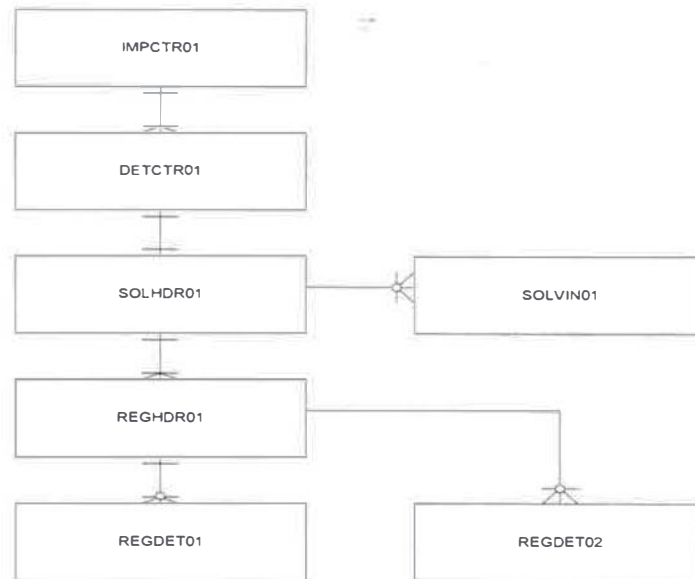 IMPCTR01
DETCTR01
SOLHDR01
SOLVIN01
REGHDR01
REGDET01
REGDET02